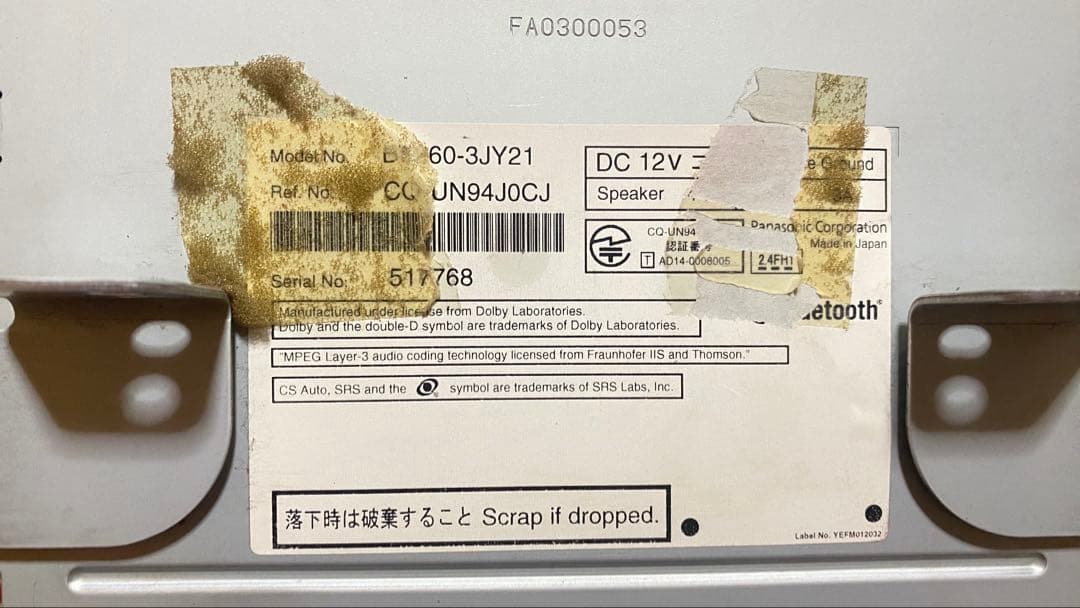 FA0300053
Model No. 60-3JY21
Ref. No. CQ-UN94J0CJ
Serial No. 517768
DC 12V Ground
Speaker
CQ-UN94
認証番号
T AD14-0006005
2.4FH1
Panasonic Corporation
Made in Japan
Manufactured under license from Dolby Laboratories.
Dolby and the double-D symbol are trademarks of Dolby Laboratories.
etooth®
"MPEG Layer-3 audio coding technology licensed from Fraunhofer IIS and Thomson."
CS Auto, SRS and the symbol are trademarks of SRS Labs, Inc.
落下時は破棄すること Scrap if dropped.
Label No. YEFM012032